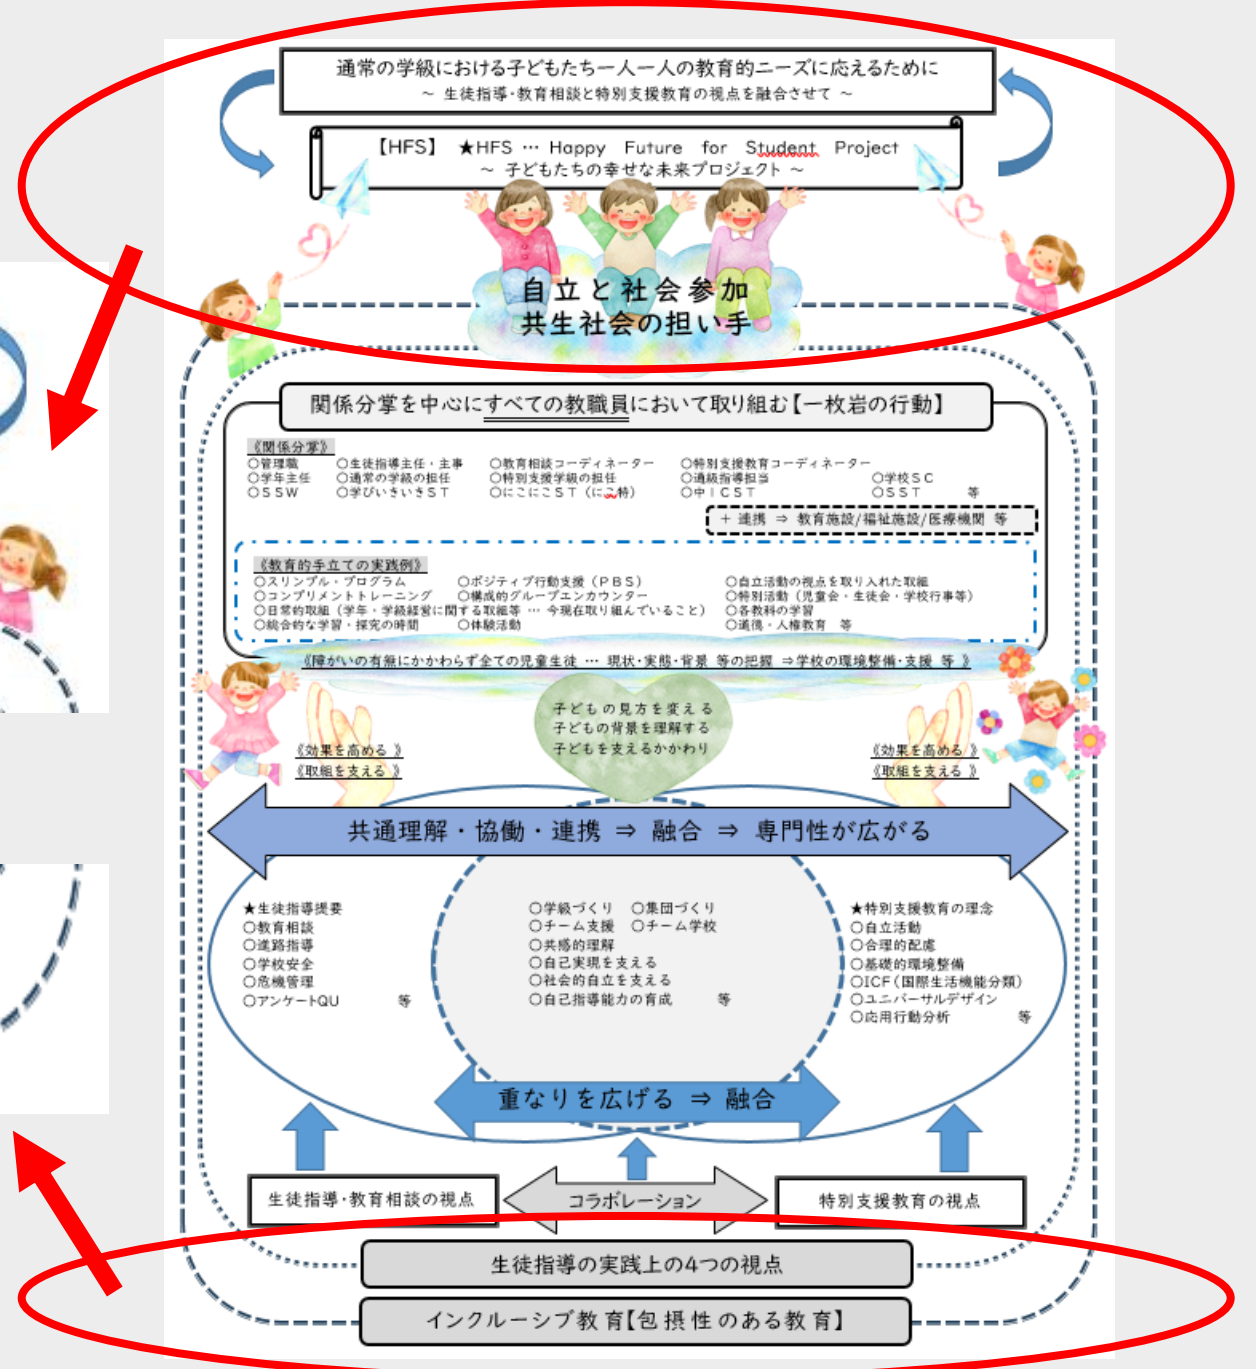 通常の学級における子どもたち一人一人の教育的ニーズに応えるために
～ 生徒指導・教育相談と特別支援教育の視点を融合させて ～
【HFS】 ★HFS … Happy Future for Student Project
～ 子どもたちの幸せな未来プロジェクト ～
自立と社会参加
共生社会の担い手
関係分掌を中心にすべての教職員において取り組む【一枚岩の行動】
《関係分掌》
○管理職 ○生徒指導主任・主事 ○教育相談コーディネーター ○特別支援教育コーディネーター
○学年主任 ○通常の学級の担任 ○特別支援学級の担任 ○通級指導担当 ○学校ＳＣ
○ＳＳＷ ○学びいきいきＳＴ ○にこにこＳＴ（にこ特） ○中１ＣＳＴ ○ＳＳＴ 等
＋ 連携 ⇒ 教育施設/福祉施設/医療機関 等
《教育的手立ての実践例》
○スリンプル・プログラム ○ポジティブ行動支援（ＰＢＳ） ○自立活動の視点を取り入れた取組
○コンプリメントトレーニング ○構成的グループエンカウンター ○特別活動（児童会・生徒会・学校行事等）
○日常的取組（学年・学級経営に関する取組等 … 今現在取り組んでいること） ○各教科の学習
○総合的な学習・探究の時間 ○体験活動 ○道徳・人権教育 等
《障がいの有無にかかわらず全ての児童生徒 … 現状・実態・背景 等の把握 ⇒学校の環境整備・支援 等 》
子どもの見方を変える
子どもの背景を理解する
子どもを支えるかかわり
《効果を高める 》
《取組を支える 》
《効果を高める 》
《取組を支える 》
共通理解・協働・連携 ⇒ 融合 ⇒ 専門性が広がる
★生徒指導提要
○教育相談
○進路指導
○学校安全
○危機管理
○アンケートQU 等
○学級づくり ○集団づくり
○チーム支援 ○チーム学校
○共感的理解
○自己実現を支える
○社会的自立を支える
○自己指導能力の育成 等
★特別支援教育の理念
○自立活動
○合理的配慮
○基礎的環境整備
○ICF（国際生活機能分類）
○ユニバーサルデザイン
○応用行動分析 等
重なりを広げる ⇒ 融合
生徒指導・教育相談の視点
コラボレーション
特別支援教育の視点
生徒指導の実践上の4つの視点
インクルーシブ教育【包摂性のある教育】